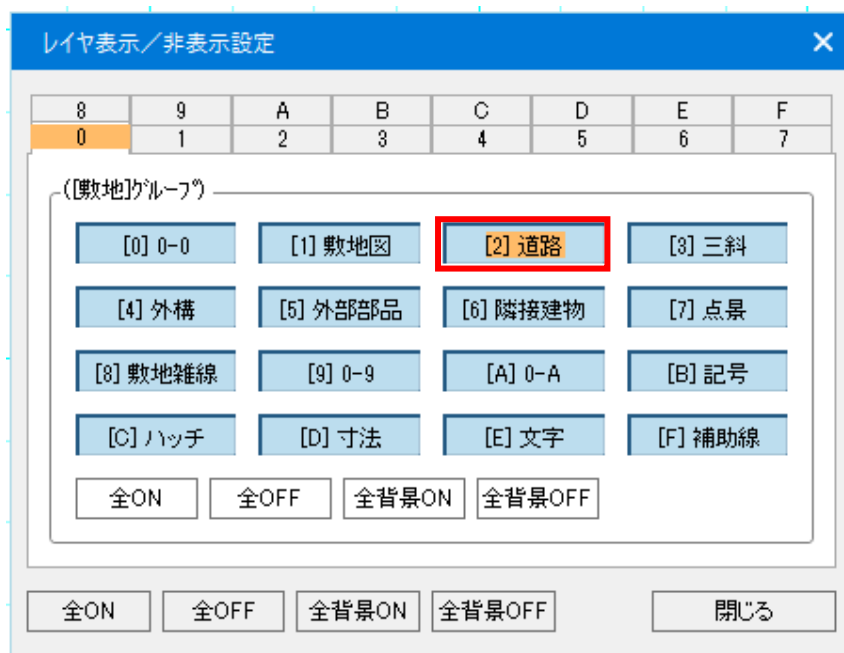 レイヤ表示／非表示設定
8 9 A B C D E F
0 1 2 3 4 5 6 7
([敷地]ｸﾞﾙｰﾌﾟ)
[0] 0-0 [1] 敷地図 [2] 道路 [3] 三斜
[4] 外構 [5] 外部部品 [6] 隣接建物 [7] 点景
[8] 敷地雑線 [9] 0-9 [A] 0-A [B] 記号
[C] ハッチ [D] 寸法 [E] 文字 [F] 補助線
全ON 全OFF 全背景ON 全背景OFF
全ON 全OFF 全背景ON 全背景OFF 閉じる